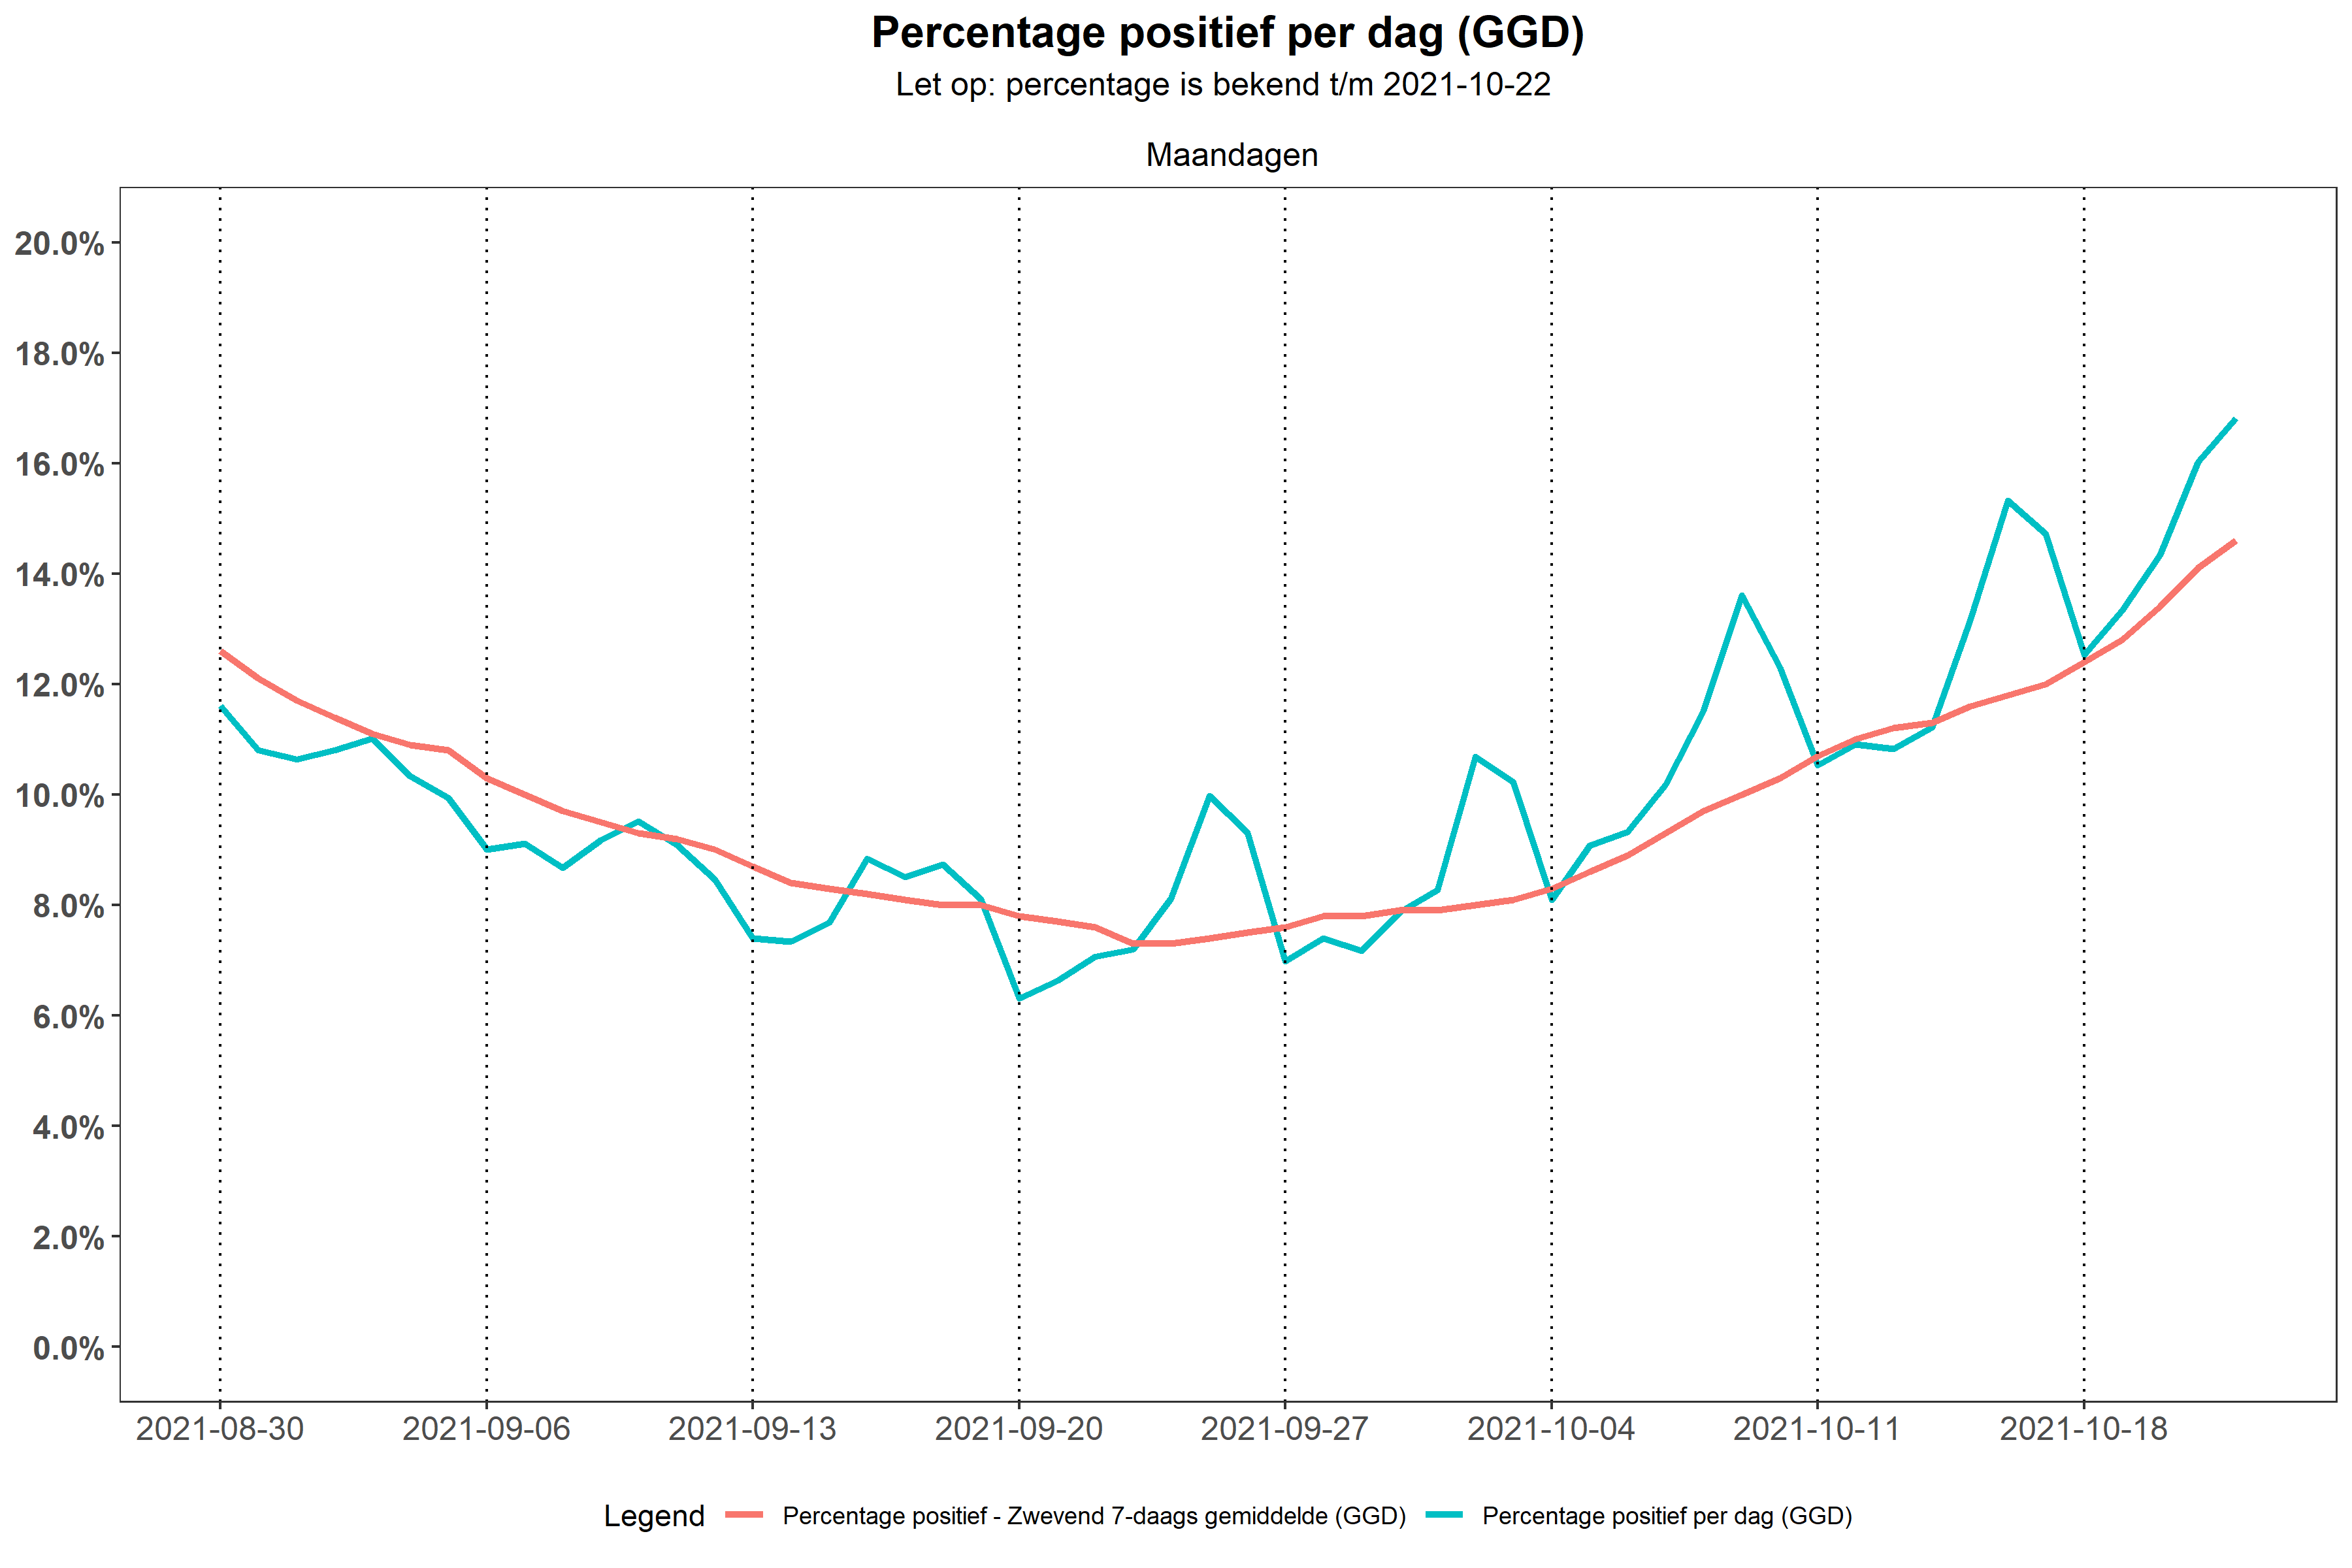 Percentage positief per dag (GGD)
Let op: percentage is bekend t/m 2021-10-22
Maandagen
20.0%
18.0%
16.0%
14.0%
12.0%
10.0%
8.0%
6.0%
4.0%
2.0%
0.0%
2021-08-30 2021-09-06 2021-09-13 2021-09-20 2021-09-27 2021-10-04 2021-10-11 2021-10-18
Legend Percentage positief - Zwevend 7-daags gemiddelde (GGD) Percentage positief per dag (GGD)